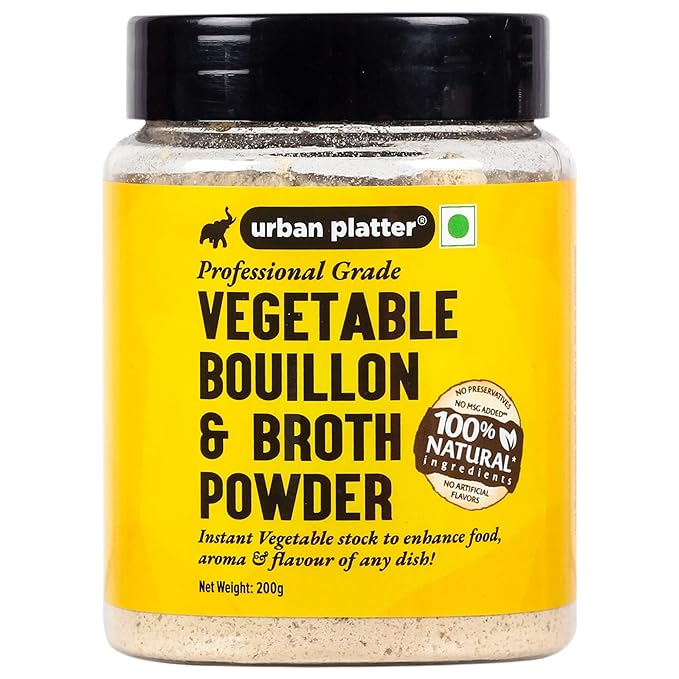 urban platter®
Professional Grade
VEGETABLE
BOUILLON
& BROTH
POWDER
NO PRESERVATIVES
NO MSG ADDED**
100%
NATURAL*
ingredients
NO ARTIFICIAL
FLAVORS
Instant Vegetable stock to enhance food,
aroma & flavour of any dish!
Net Weight: 200g